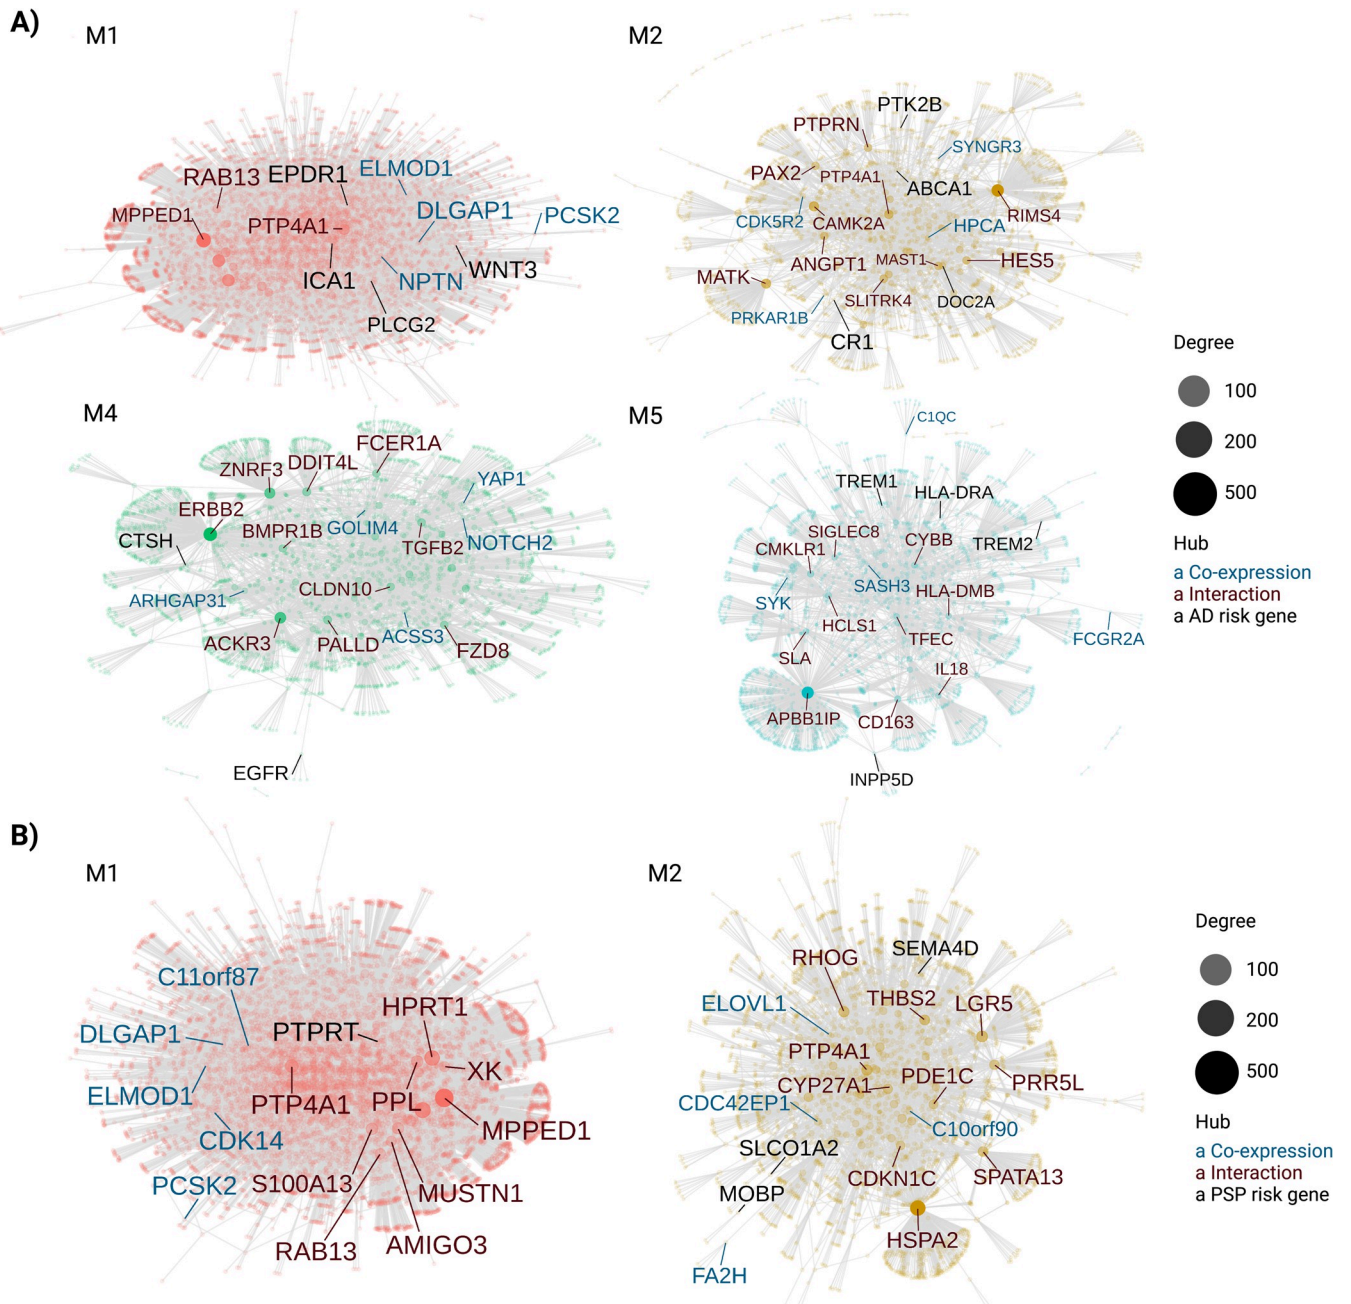 A)
M1
RAB13
EPDR1
ELMOD1
MPPED1
PTP4A1
DLGAP1
PCSK2
ICA1
NPTN
WNT3
PLCG2
M2
PTK2B
PTPRN
SYNGR3
PAX2
PTP4A1
ABCA1
CDK5R2
CAMK2A
HPCA
RIMS4
ANGPT1
MAST1
HES5
MATK
SLITRK4
DOC2A
PRKAR1B
CR1
M4
FCER1A
ZNRF3
DDIT4L
YAP1
ERBB2
BMPR1B
GOLIM4
CTSH
TGFB2
NOTCH2
CLDN10
ARHGAP31
ACKR3
PALLD
ACSS3
FZD8
EGFR
M5
C1QC
TREM1
HLA-DRA
SIGLEC8
CYBB
TREM2
CMKLR1
SASH3
HLA-DMB
SYK
HCLS1
TFEC
FCGR2A
SLA
IL18
APBB1IP
CD163
INPP5D
Degree
100
200
500
Hub
a Co-expression
a Interaction
a AD risk gene
B)
M1
C11orf87
HPRT1
DLGAP1
PTPRT
XK
ELMOD1
PTP4A1
PPL
MPPED1
CDK14
PCSK2
S100A13
MUSTN1
RAB13
AMIGO3
M2
SEMA4D
RHOG
ELOVL1
THBS2
LGR5
PTP4A1
CYP27A1
PDE1C
PRR5L
CDC42EP1
C10orf90
SLCO1A2
CDKN1C
SPATA13
MOBP
HSPA2
FA2H
Degree
100
200
500
Hub
a Co-expression
a Interaction
a PSP risk gene